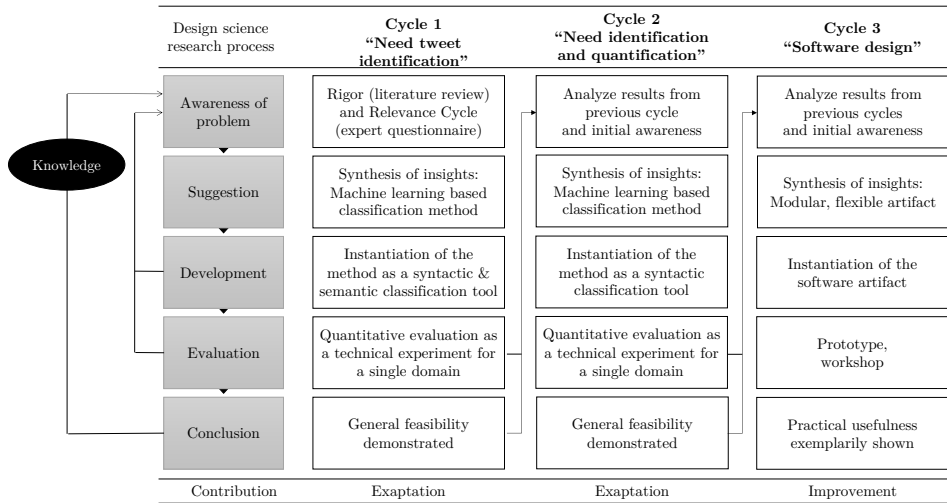 Design science
research process
Cycle 1
“Need tweet
identification”
Cycle 2
“Need identification
and quantification”
Cycle 3
“Software design”
Knowledge
Awareness of
problem
Rigor (literature review)
and Relevance Cycle
(expert questionnaire)
Analyze results from
previous cycle
and initial awareness
Analyze results from
previous cycles
and initial awareness
Suggestion
Synthesis of insights:
Machine learning based
classification method
Synthesis of insights:
Machine learning based
classification method
Synthesis of insights:
Modular, flexible artifact
Development
Instantiation of the
method as a syntactic &
semantic classification tool
Instantiation of the
method as a syntactic
classification tool
Instantiation of the
software artifact
Evaluation
Quantitative evaluation as
a technical experiment for
a single domain
Quantitative evaluation as
a technical experiment for
a single domain
Prototype,
workshop
Conclusion
General feasibility
demonstrated
General feasibility
demonstrated
Practical usefulness
exemplarily shown
Contribution
Exaptation
Exaptation
Improvement